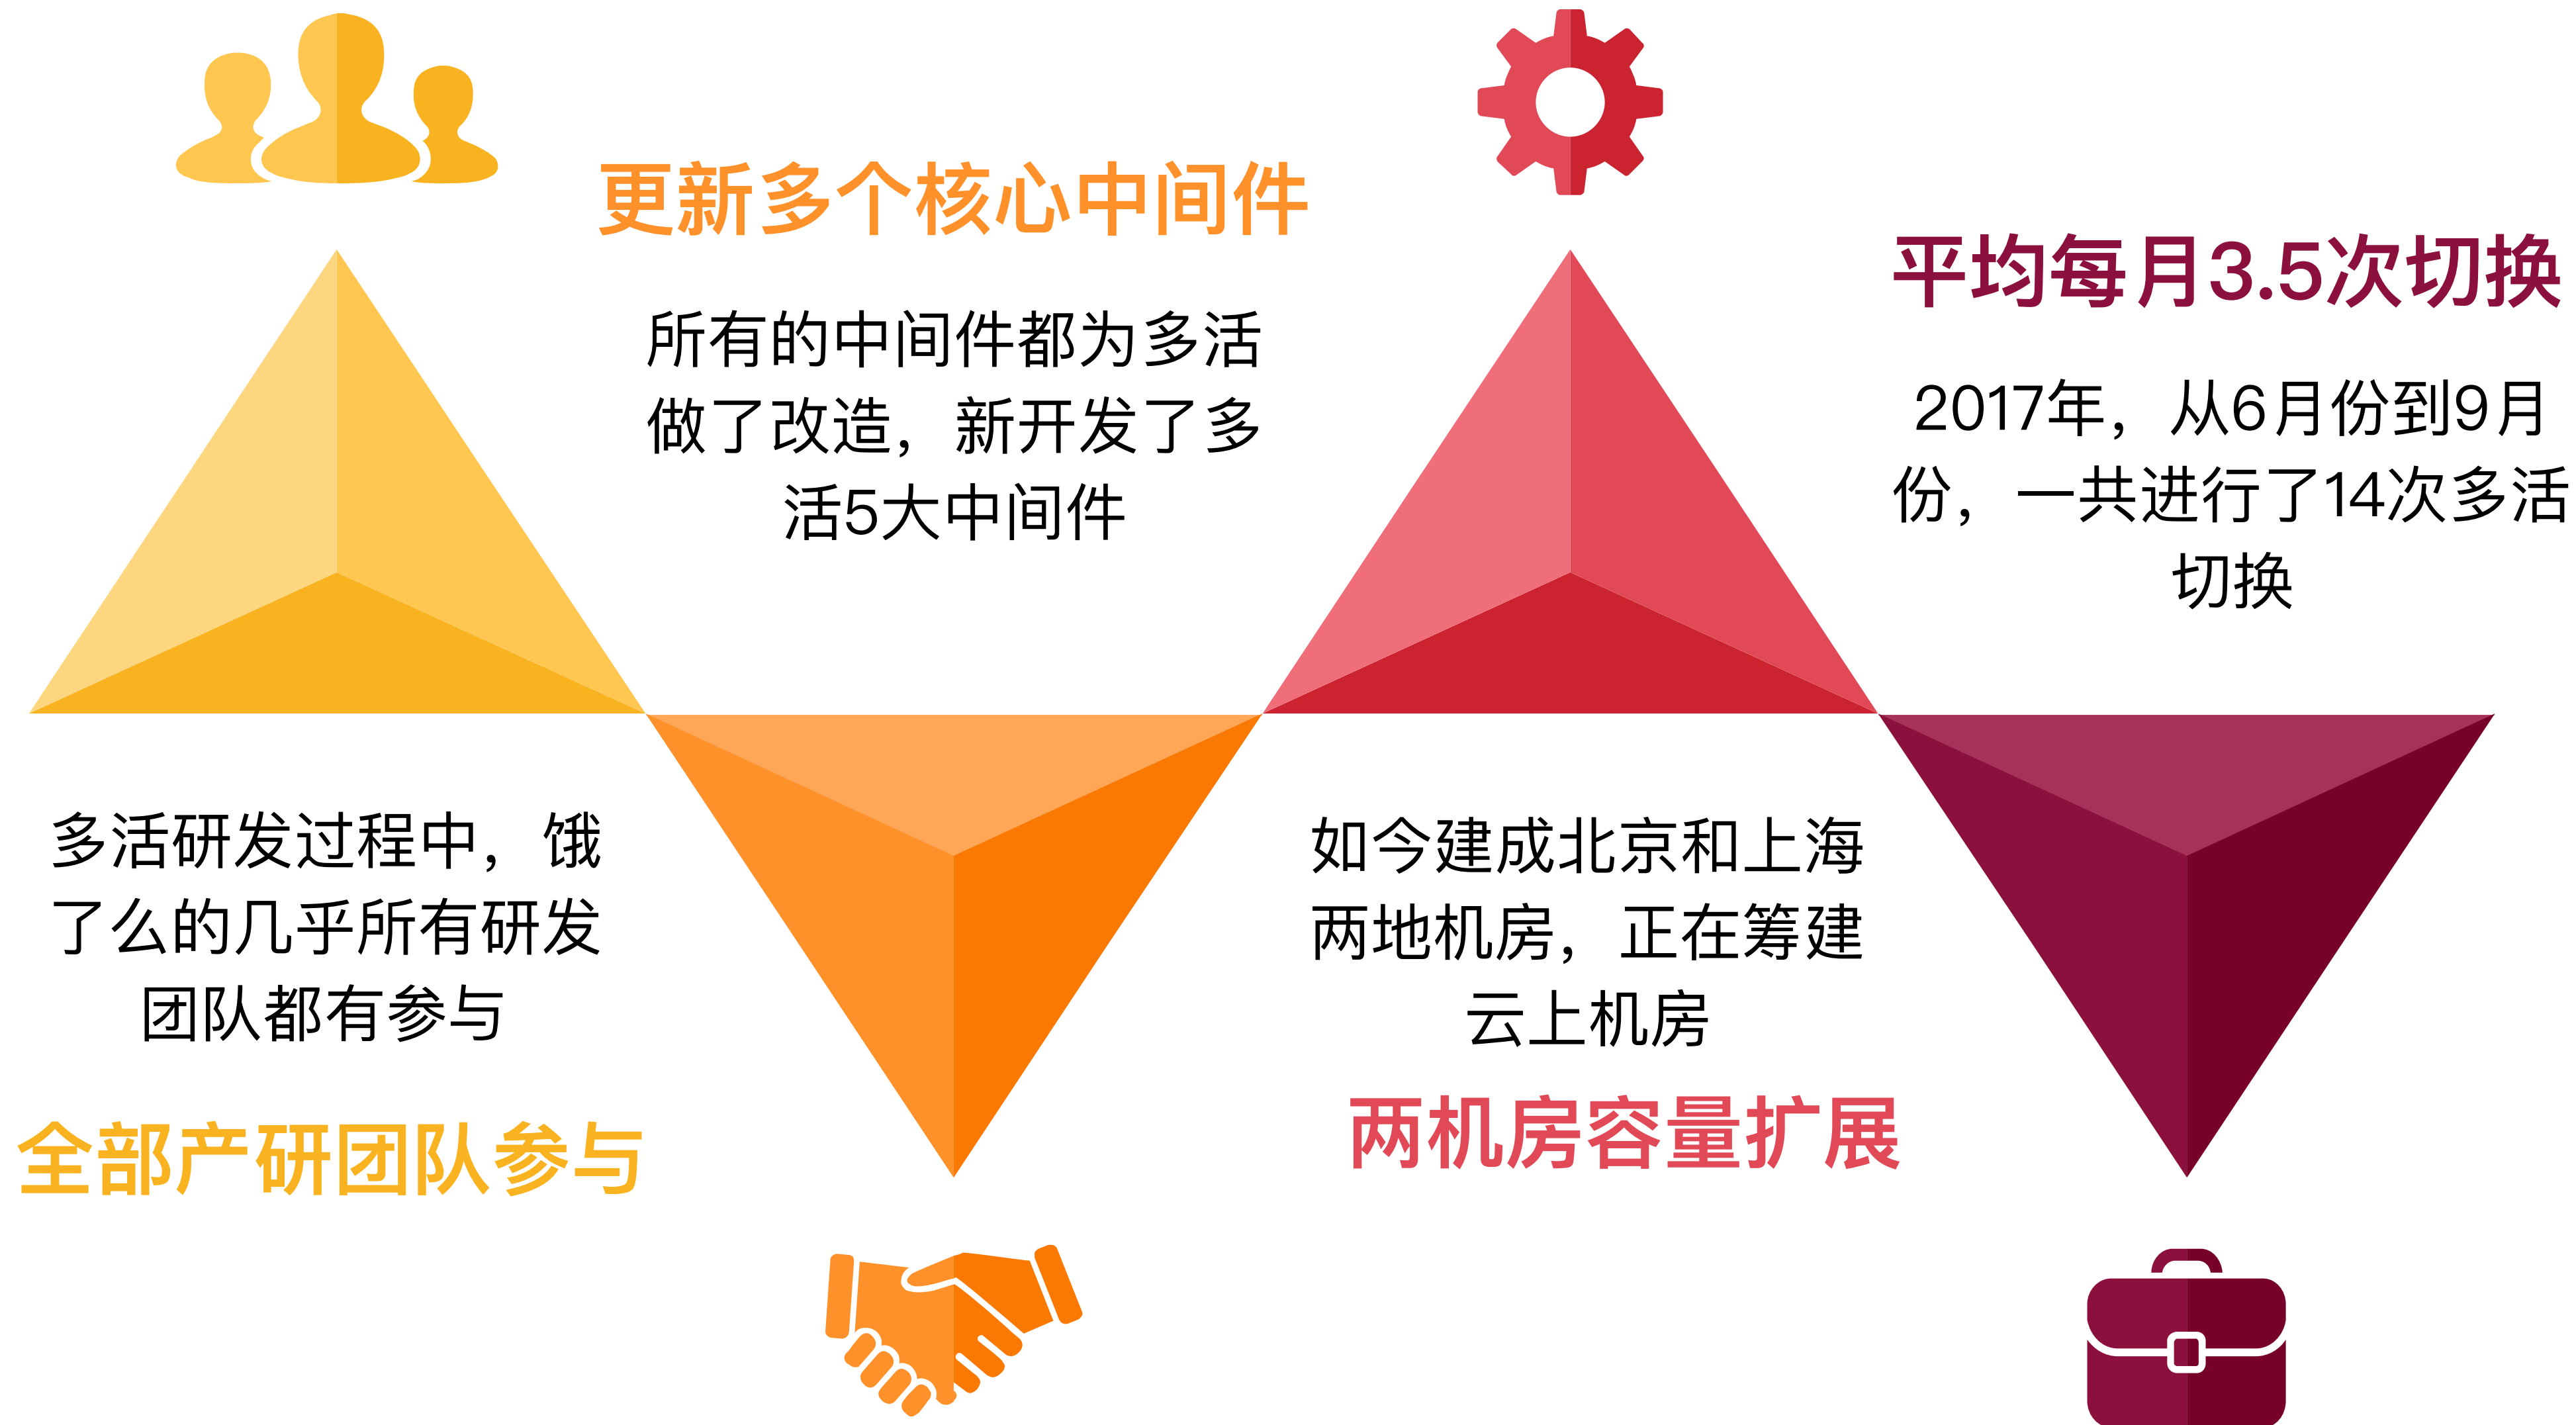 多活研发过程中，饿
了么的几乎所有研发
团队都有参与
全部产研团队参与
更新多个核心中间件
所有的中间件都为多活
做了改造，新开发了多
活5大中间件
如今建成北京和上海
两地机房，正在筹建
云上机房
两机房容量扩展
平均每月3.5次切换
2017年，从6月份到9月
份，一共进行了14次多活
切换